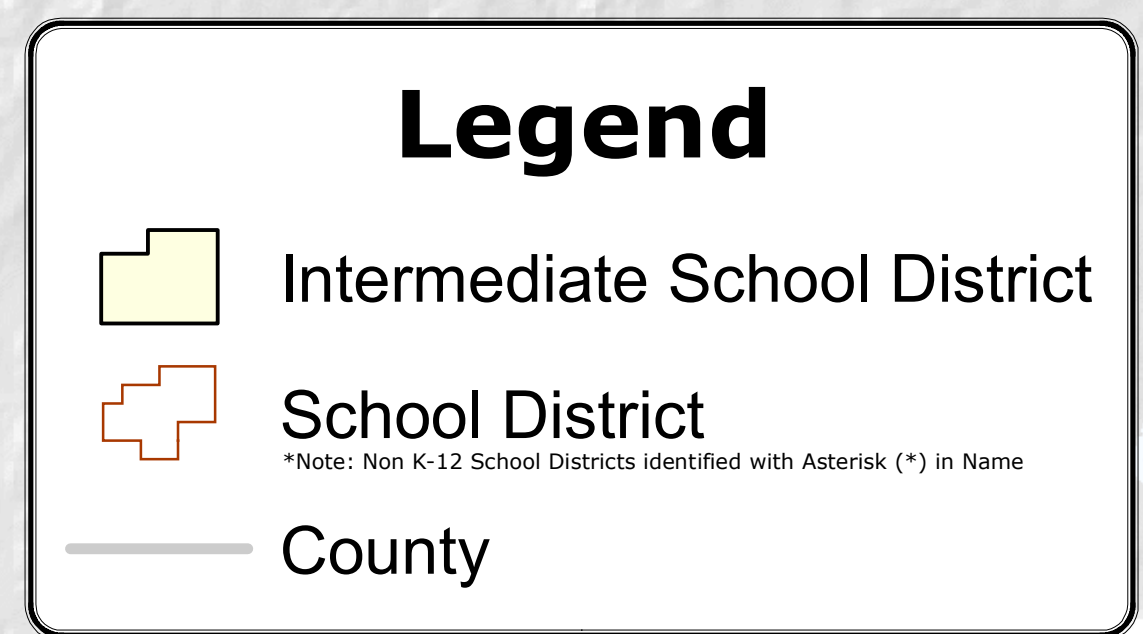 Legend
Intermediate School District
School District
*Note: Non K-12 School Districts identified with Asterisk (*) in Name
County